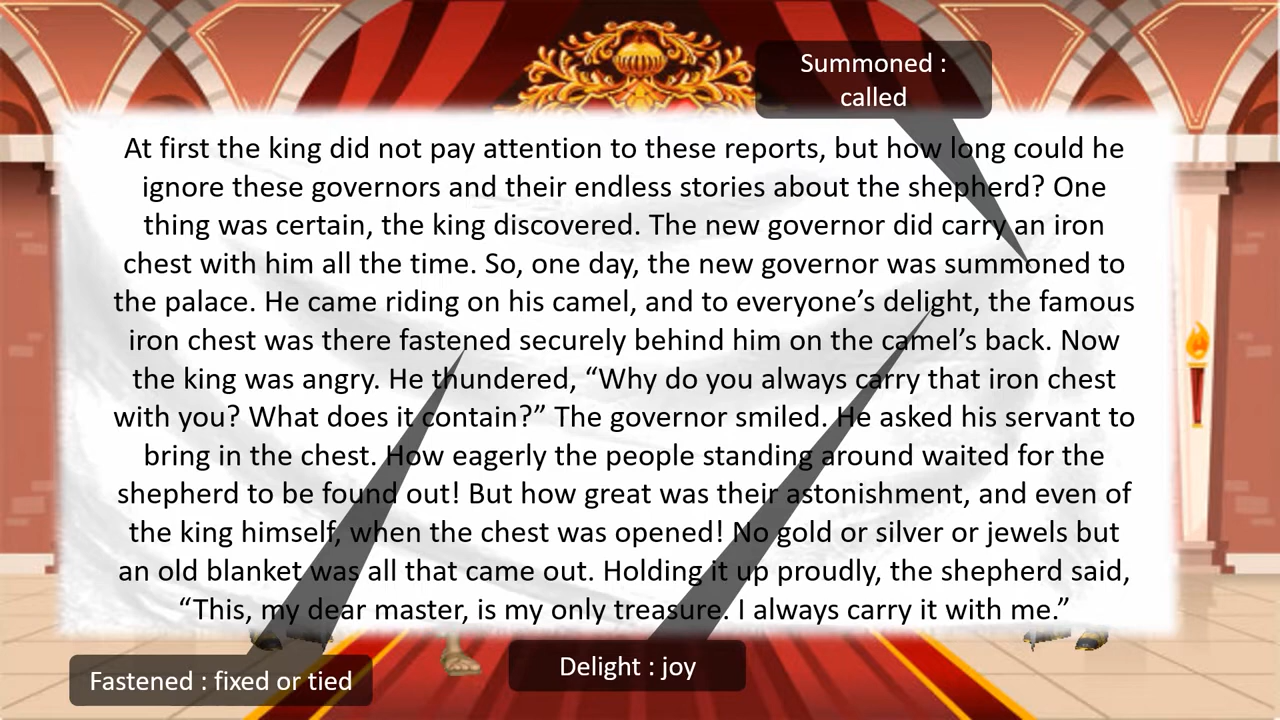 Summoned :
called
At first the king did not pay attention to these reports, but how long could he
ignore these governors and their endless stories about the shepherd? One
thing was certain, the king discovered. The new governor did carry an iron
chest with him all the time. So, one day, the new governor was summoned to
the palace. He came riding on his camel, and to everyone’s delight, the famous
iron chest was there fastened securely behind him on the camel’s back. Now
the king was angry. He thundered, “Why do you always carry that iron chest
with you? What does it contain?” The governor smiled. He asked his servant to
bring in the chest. How eagerly the people standing around waited for the
shepherd to be found out! But how great was their astonishment, and even of
the king himself, when the chest was opened! No gold or silver or jewels but
an old blanket was all that came out. Holding it up proudly, the shepherd said,
“This, my dear master, is my only treasure. I always carry it with me.”
Delight : joy
Fastened : fixed or tied